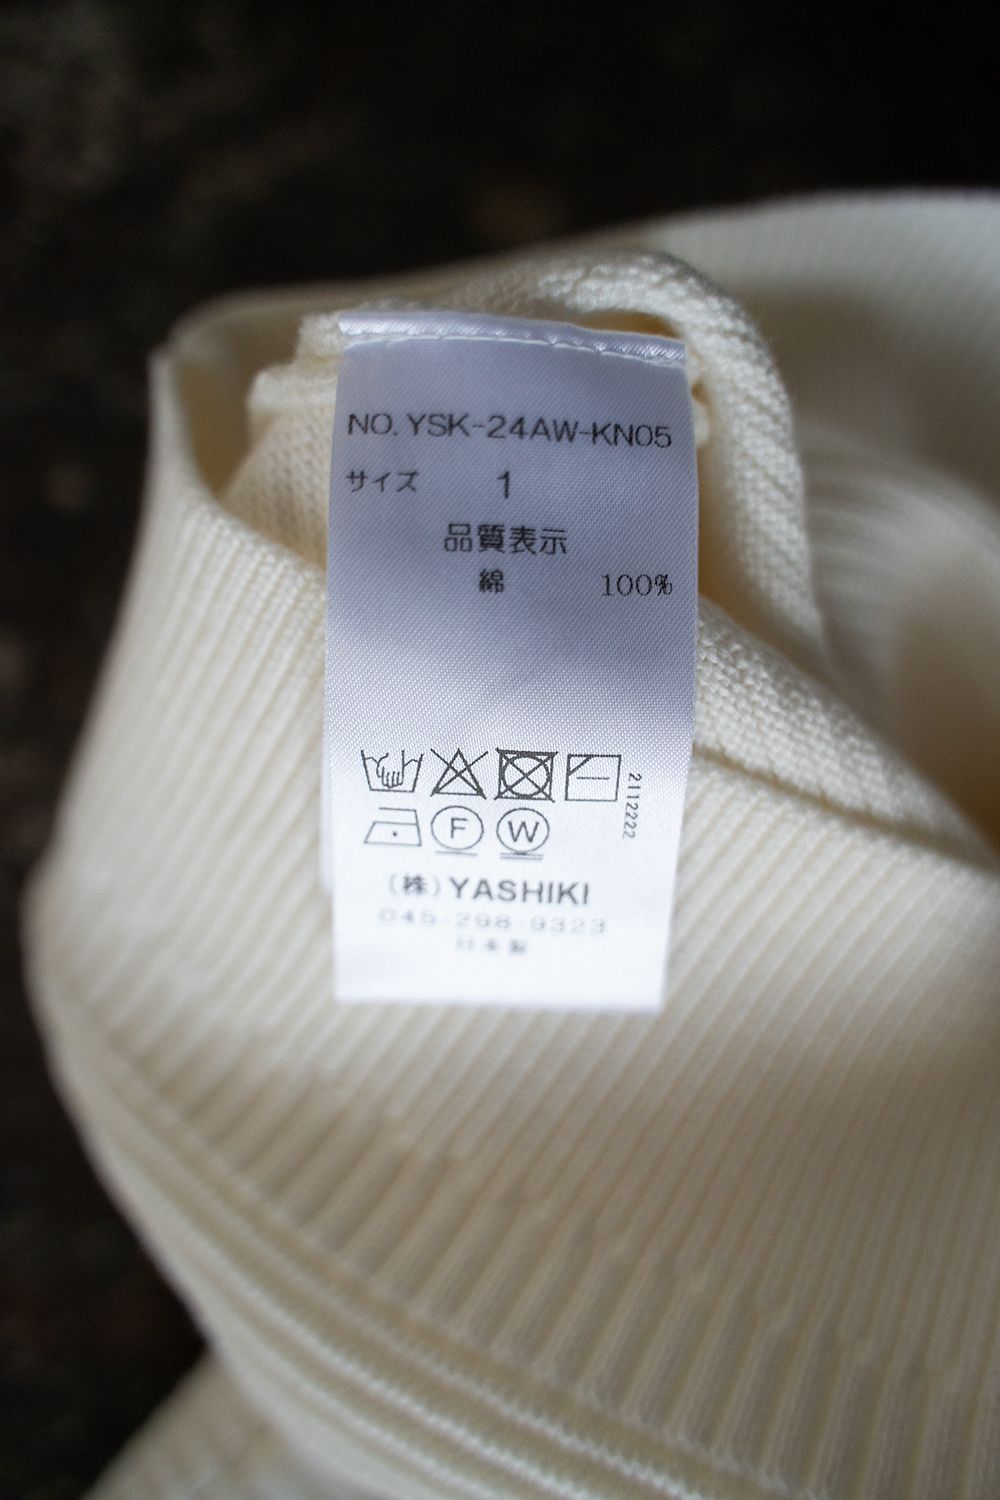 NO. YSK-24AW-KN05
サイズ 1
品質表示
綿 100%
2112222
F W
(株)YASHIKI
045-298-9323
日本製